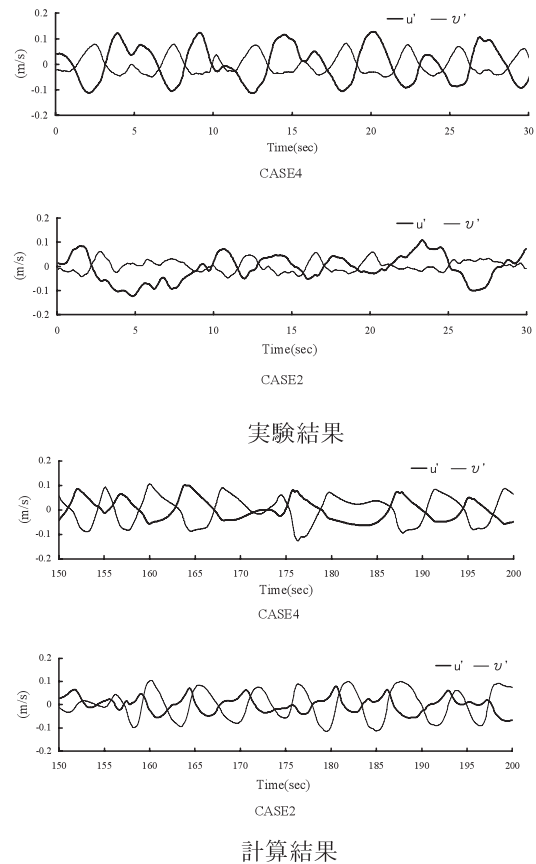 u' υ'
0.2
0.1
0
-0.1
-0.2
(m/s)
0 5 10 15 20 25 30
Time(sec)
CASE4
u' υ'
0.2
0.1
0
-0.1
-0.2
(m/s)
0 5 10 15 20 25 30
Time(sec)
CASE2
実験結果
u' υ'
0.2
0.1
0
-0.1
-0.2
(m/s)
150 155 160 165 170 175 180 185 190 195 200
Time(sec)
CASE4
u' υ'
0.2
0.1
0
-0.1
-0.2
(m/s)
150 155 160 165 170 175 180 185 190 195 200
Time(sec)
CASE2
計算結果